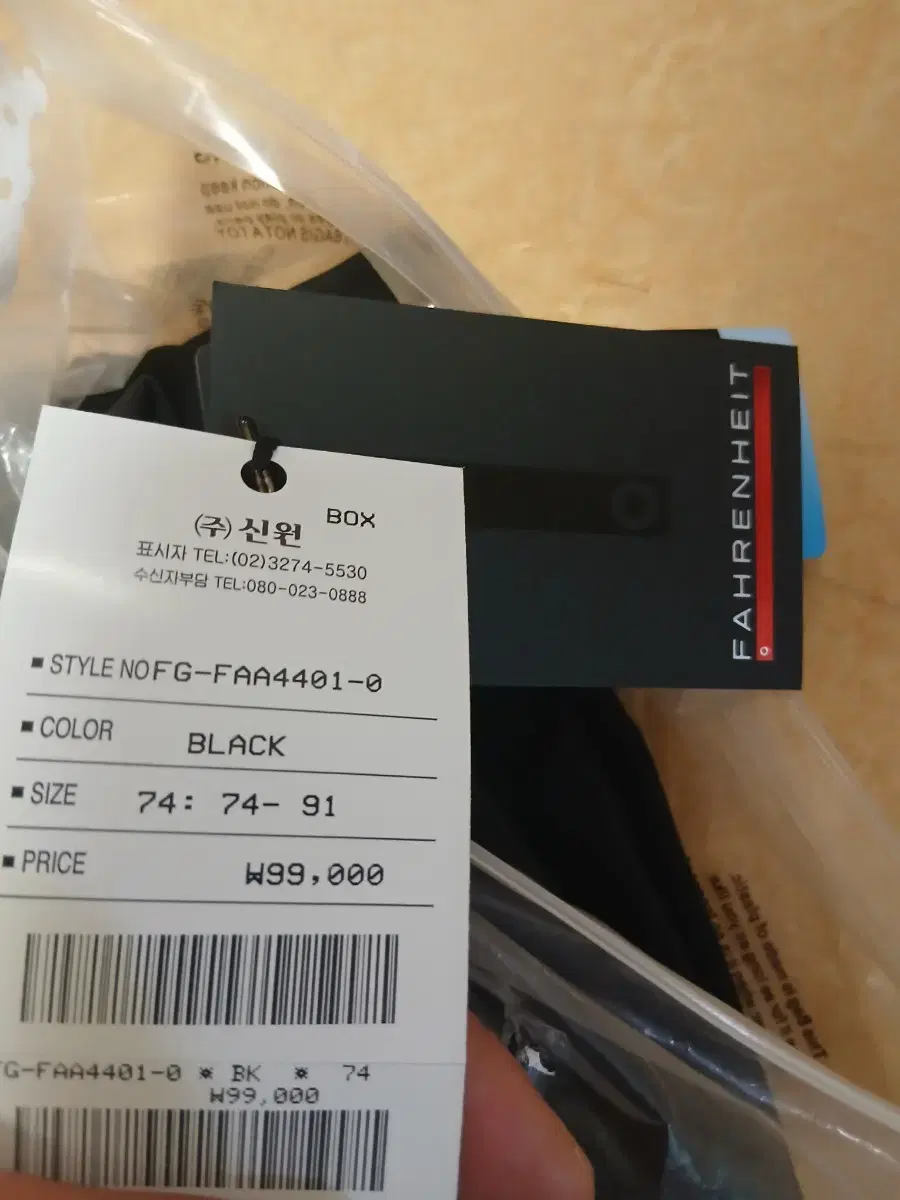 FAHRENHEIT
BOX
(주)신원
표시자 TEL:(02)3274-5530
수신자부담 TEL:080-023-0888
■ STYLE NO FG-FAA4401-0
■ COLOR BLACK
■ SIZE 74: 74- 91
■ PRICE ₩99,000
G-FAA4401-0 * BK * 74
₩99,000